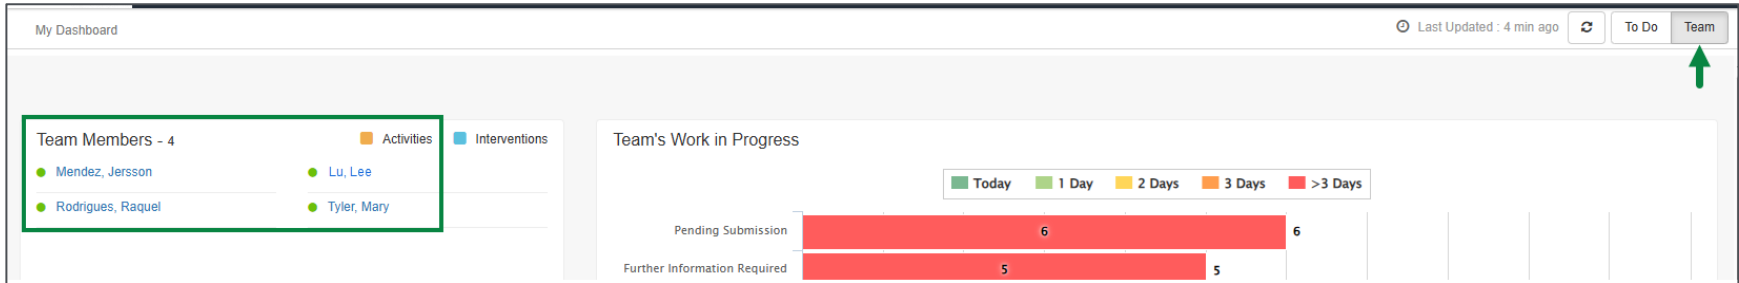 My Dashboard
Last Updated : 4 min ago
To Do
Team
Team Members - 4
Activities
Interventions
Mendez, Jersson
Lu, Lee
Rodrigues, Raquel
Tyler, Mary
Team's Work in Progress
Today
1 Day
2 Days
3 Days
>3 Days
Pending Submission
6
6
Further Information Required
5
5